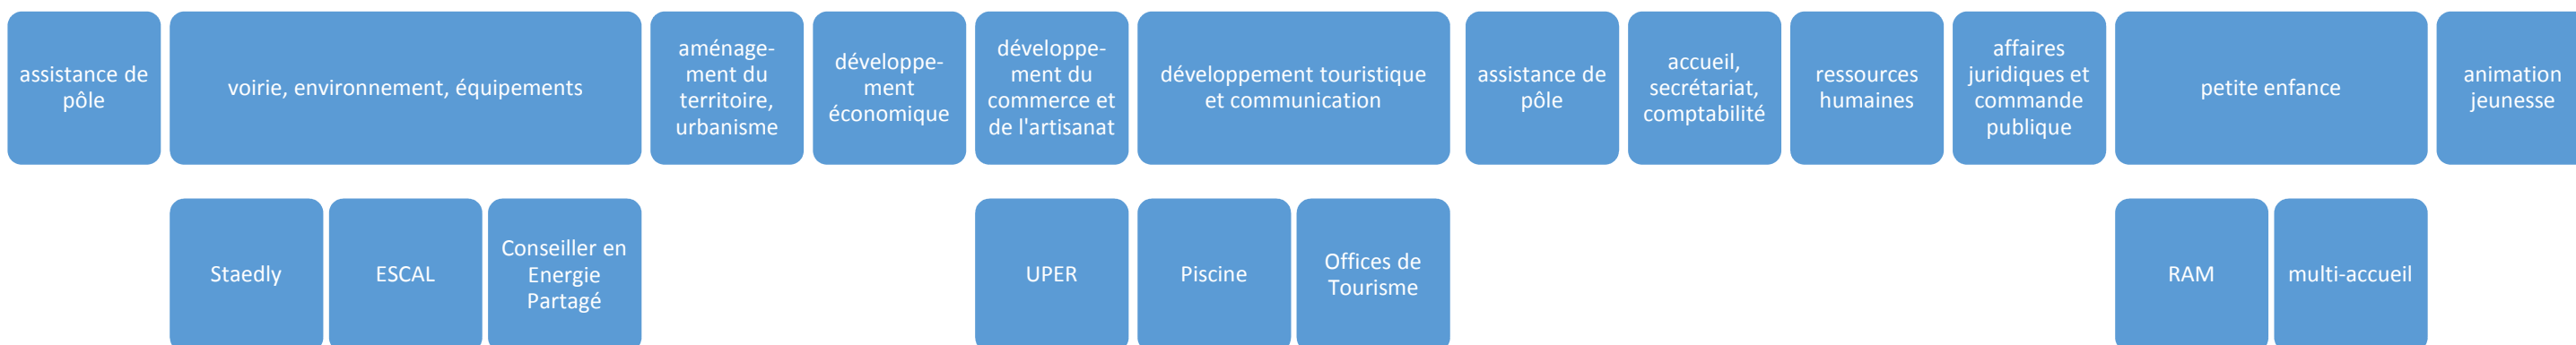 assistance de
pôle
voirie, environnement, équipements
aménage-
ment du
territoire,
urbanisme
développe-
ment
économique
développe-
ment du
commerce et
de l'artisanat
développement touristique
et communication
assistance de
pôle
accueil,
secrétariat,
comptabilité
ressources
humaines
affaires
juridiques et
commande
publique
petite enfance
animation
jeunesse
Staedly
ESCAL
Conseiller en
Energie
Partagé
UPER
Piscine
Offices de
Tourisme
RAM
multi-accueil